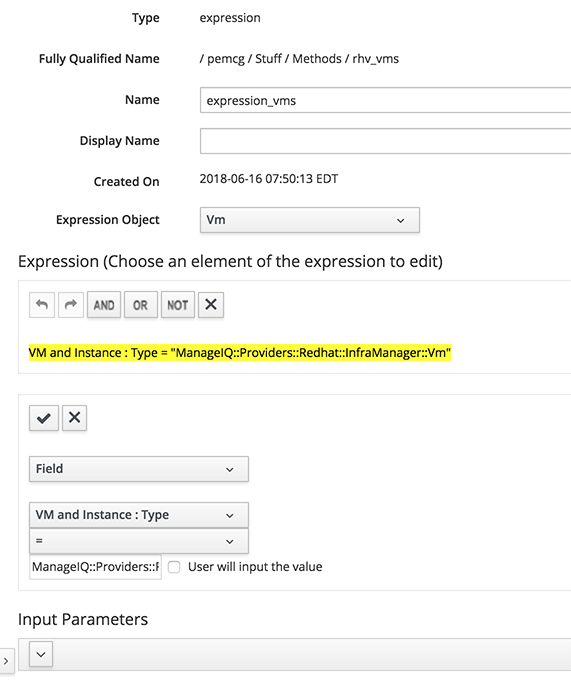 Type expression
Fully Qualified Name / pemcg / Stuff / Methods / rhv_vms
Name expression_vms
Display Name
Created On 2018-06-16 07:50:13 EDT
Expression Object Vm
Expression (Choose an element of the expression to edit)
AND OR NOT
VM and Instance : Type = "ManageIQ::Providers::Redhat::InfraManager::Vm"
Field
VM and Instance : Type
=
ManageIQ::Providers::F User will input the value
Input Parameters